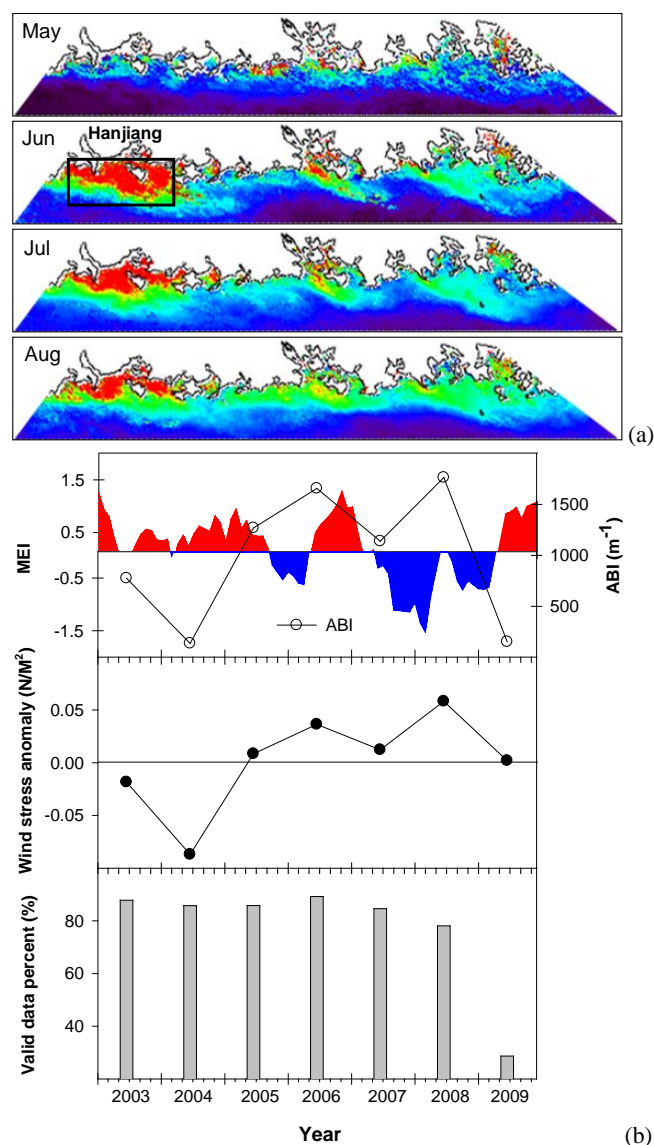 May
Hanjiang
Jun
Jul
Aug
(a)
1.5
0.5
-0.5
-1.5
MEI
1500
1000
500
ABI (m⁻¹)
ABI
0.05
0.00
-0.05
Wind stress anomaly (N/M²)
80
60
40
Valid data percent (%)
2003 2004 2005 2006 2007 2008 2009
Year
(b)